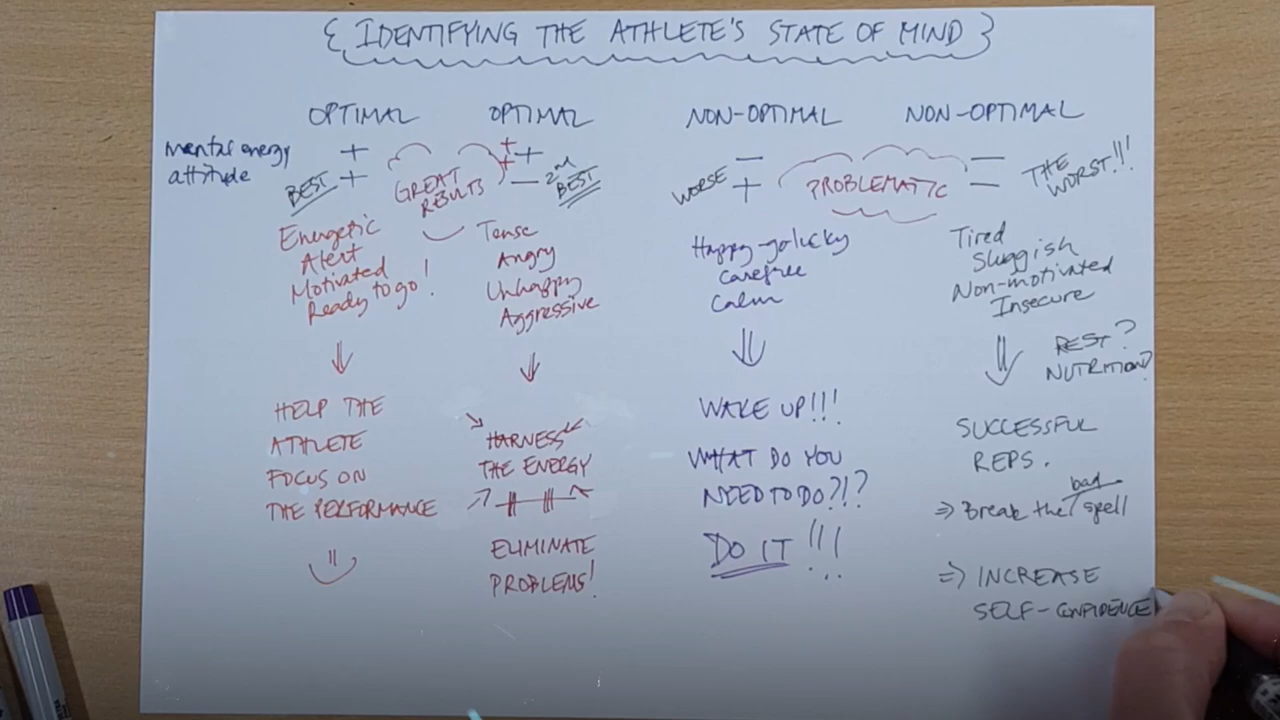 { IDENTIFYING THE ATHLETE'S STATE OF MIND }
OPTIMAL
OPTIMAL
NON-OPTIMAL
NON-OPTIMAL
mental energy
attitude
+
BEST +
GREAT
RESULTS
+ +
+
— 2nd
BEST
—
WORSE +
PROBLEMATIC
—
—
THE
WORST!!!
Energetic
Alert
Motivated
Ready to go!
Tense
Angry
Unhappy
Aggressive
Happy-go-lucky
Carefree
Calm
Tired
Sluggish
Non-motivated
Insecure
REST?
NUTRITION?
HELP THE
ATHLETE
FOCUS ON
THE PERFORMANCE
HARNESS
THE ENERGY
ELIMINATE
PROBLEMS!
WAKE UP!!!
WHAT DO YOU
NEED TO DO?!?
DO IT!!!
SUCCESSFUL
REPS.
⇒ Break the bad spell
⇒ INCREASE
SELF-CONFIDENCE